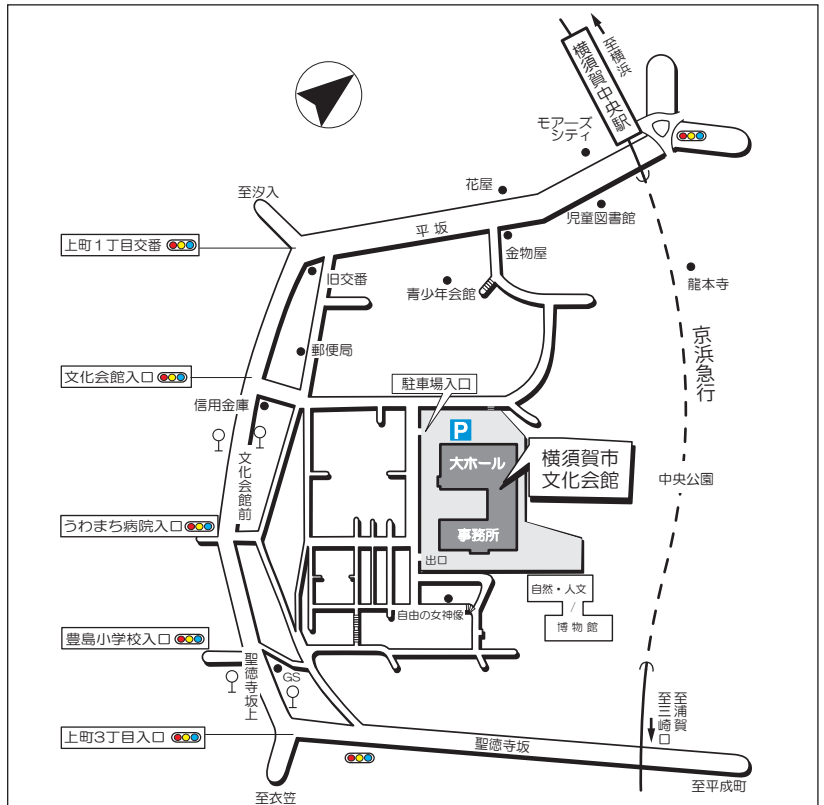 至横浜
横須賀中央駅
モアーズ
シティ
花屋
至汐入
児童図書館
平坂
上町1丁目交番
金物屋
旧交番
青少年会館
龍本寺
京浜急行
郵便局
文化会館入口
駐車場入口
信用金庫
P
大ホール
横須賀市
文化会館
文化会館前
中央公園
うわまち病院入口
事務所
出口
自然・人文
/
博物館
自由の女神像
豊島小学校入口
聖徳寺坂上
GS
至浦賀
至三崎口
上町3丁目入口
聖徳寺坂
至平成町
至衣笠